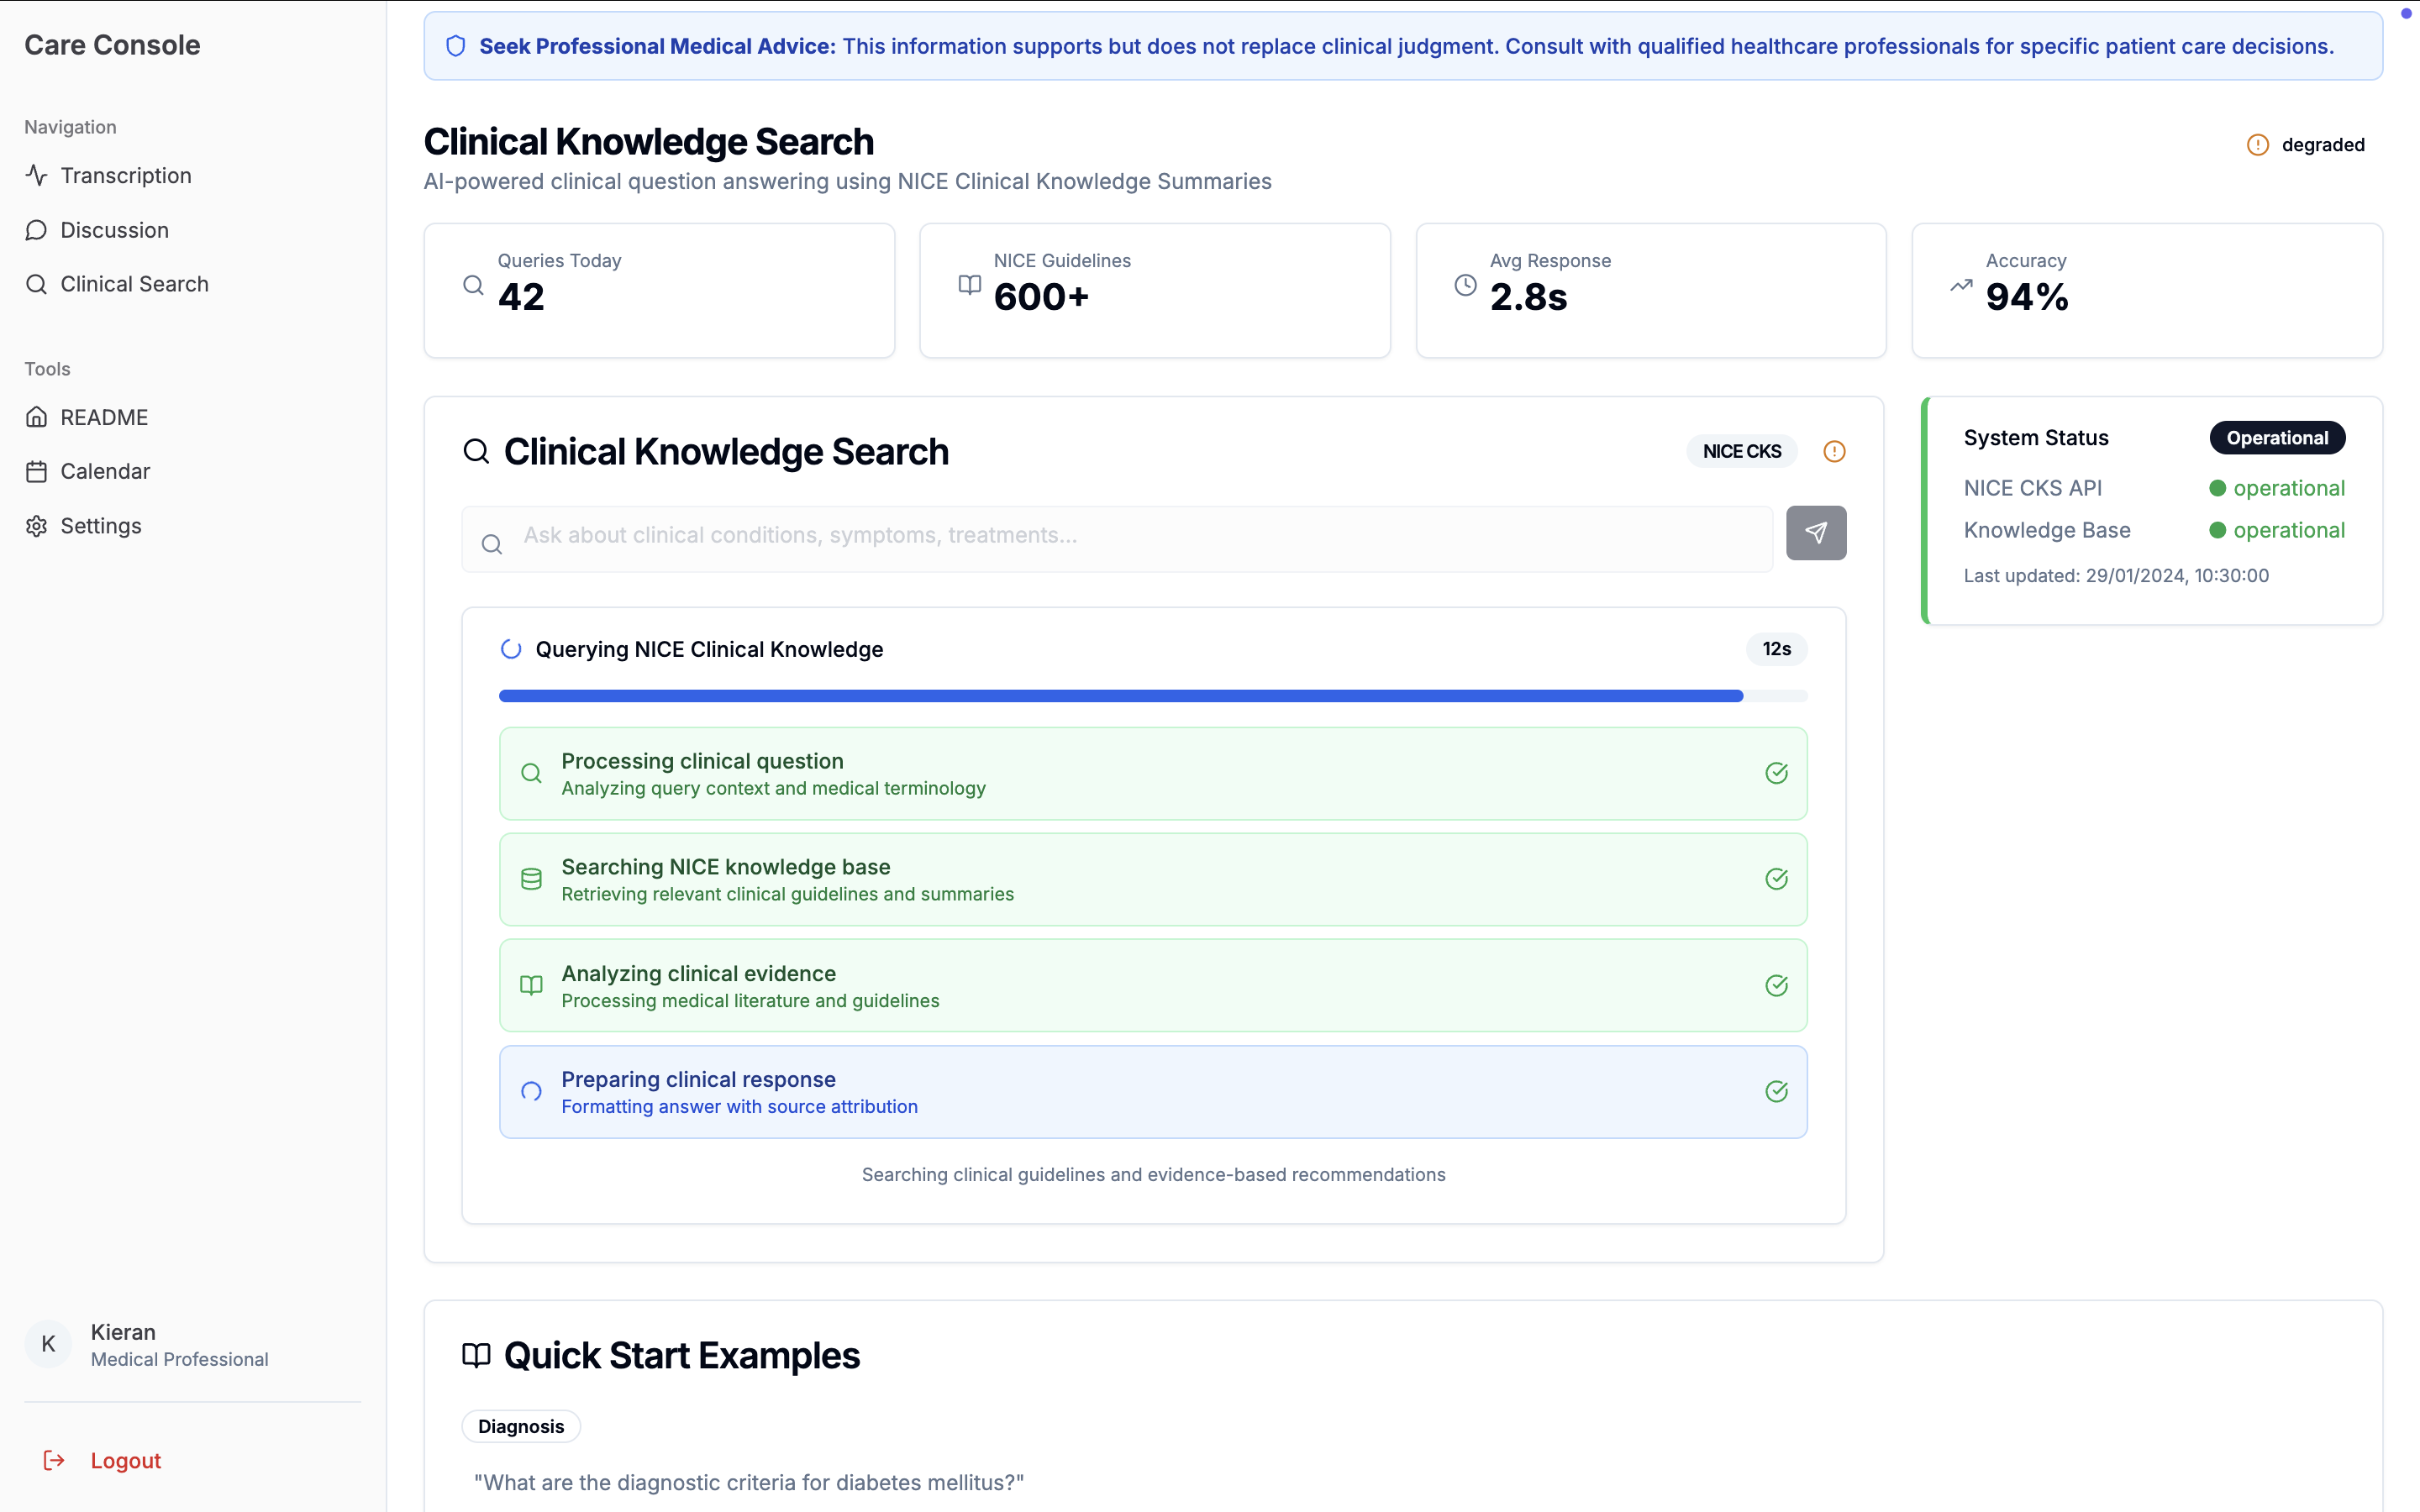 Care Console
Navigation
Transcription
Discussion
Clinical Search
Tools
README
Calendar
Settings
K
Kieran
Medical Professional
Logout
Seek Professional Medical Advice: This information supports but does not replace clinical judgment. Consult with qualified healthcare professionals for specific patient care decisions.
Clinical Knowledge Search
degraded
AI-powered clinical question answering using NICE Clinical Knowledge Summaries
Queries Today
42
NICE Guidelines
600+
Avg Response
2.8s
Accuracy
94%
Clinical Knowledge Search
NICE CKS
Ask about clinical conditions, symptoms, treatments...
Querying NICE Clinical Knowledge
12s
Processing clinical question
Analyzing query context and medical terminology
Searching NICE knowledge base
Retrieving relevant clinical guidelines and summaries
Analyzing clinical evidence
Processing medical literature and guidelines
Preparing clinical response
Formatting answer with source attribution
Searching clinical guidelines and evidence-based recommendations
System Status
Operational
NICE CKS API
operational
Knowledge Base
operational
Last updated: 29/01/2024, 10:30:00
Quick Start Examples
Diagnosis
"What are the diagnostic criteria for diabetes mellitus?"